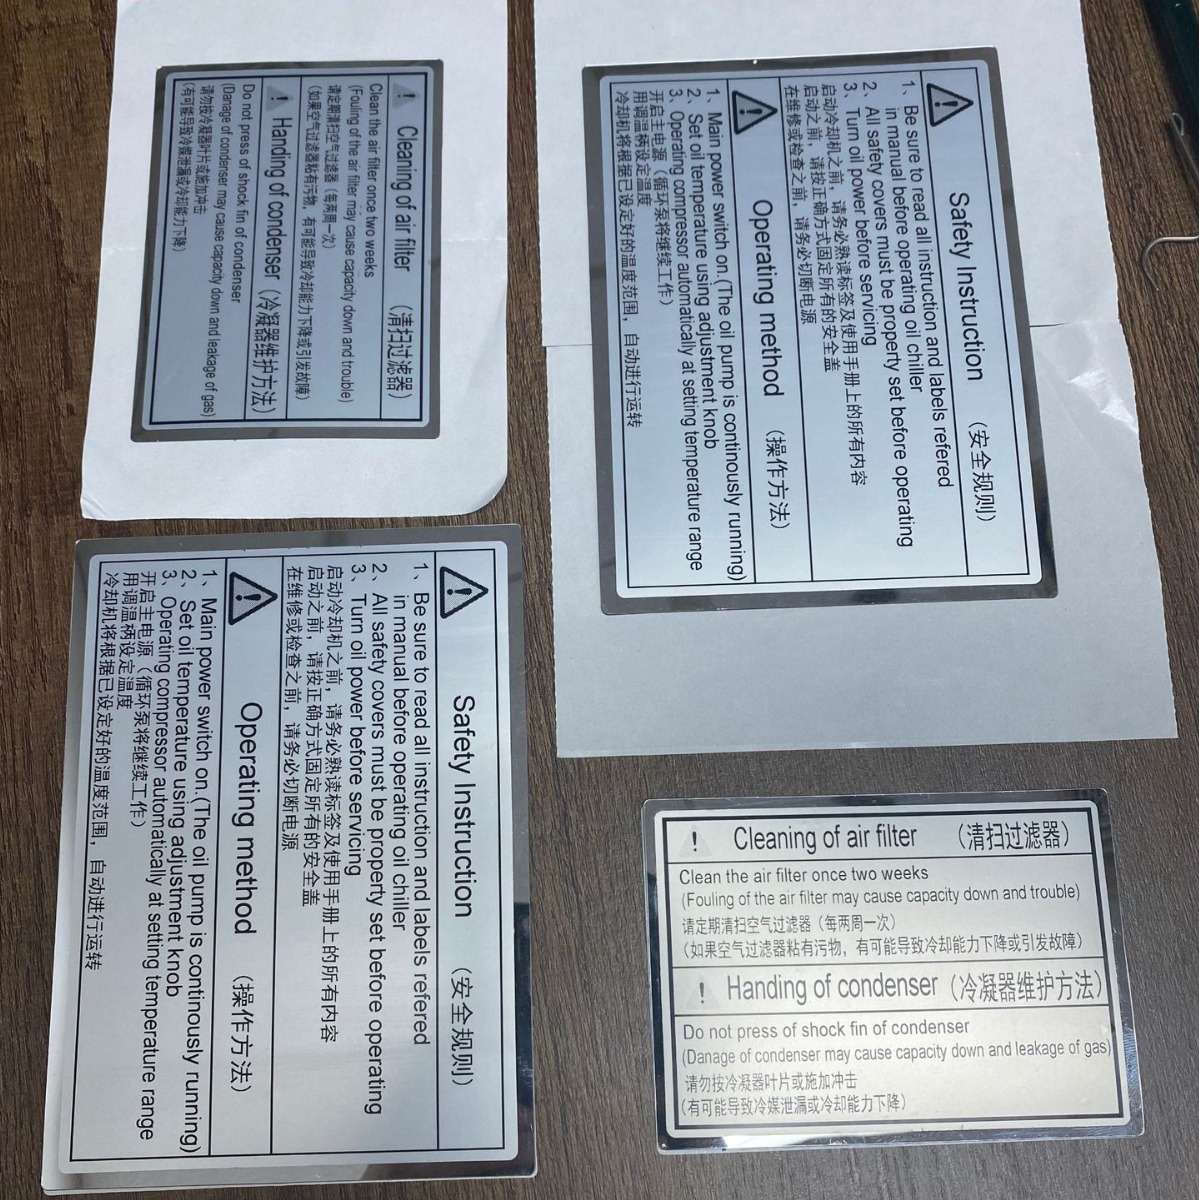 Cleaning of air filter （清扫过滤器）
Clean the air filter once two weeks
(Fouling of the air filter may cause capacity down and trouble)
请定期清扫空气过滤器（每两周一次）
（如果空气过滤器粘有污物，有可能导致冷却能力下降或引发故障）
Handing of condenser（冷凝器维护方法）
Do not press of shock fin of condenser
(Danage of condenser may cause capacity down and leakage of gas)
请勿按冷凝器叶片或施加冲击
（有可能导致冷媒泄漏或冷却能力下降）
Safety Instruction （安全规则）
1、Be sure to read all instruction and labels refered
in manual before operating oil chiller
2、All safety covers must be property set before operating
3、Turn oil power before servicing
启动冷却机之前，请务必熟读标签及使用手册上的所有内容
启动之前，请按正确方式固定所有的安全盖
在维修或检查之前，请务必切断电源
Operating method （操作方法）
1、Main power switch on.(The oil pump is continously running)
2、Set oil temperature using adjustment knob
3、Operating compressor automatically at setting temperature range
开启主电源（循环泵将继续工作）
用调温柄设定温度
冷却机将根据已设定好的温度范围，自动进行运转
Safety Instruction （安全规则）
1、Be sure to read all instruction and labels refered
in manual before operating oil chiller
2、All safety covers must be property set before operating
3、Turn oil power before servicing
启动冷却机之前，请务必熟读标签及使用手册上的所有内容
启动之前，请按正确方式固定所有的安全盖
在维修或检查之前，请务必切断电源
Operating method （操作方法）
1、Main power switch on.(The oil pump is continously running)
2、Set oil temperature using adjustment knob
3、Operating compressor automatically at setting temperature range
开启主电源（循环泵将继续工作）
用调温柄设定温度
冷却机将根据已设定好的温度范围，自动进行运转
Cleaning of air filter （清扫过滤器）
Clean the air filter once two weeks
(Fouling of the air filter may cause capacity down and trouble)
请定期清扫空气过滤器（每两周一次）
（如果空气过滤器粘有污物，有可能导致冷却能力下降或引发故障）
Handing of condenser（冷凝器维护方法）
Do not press of shock fin of condenser
(Danage of condenser may cause capacity down and leakage of gas)
请勿按冷凝器叶片或施加冲击
（有可能导致冷媒泄漏或冷却能力下降）